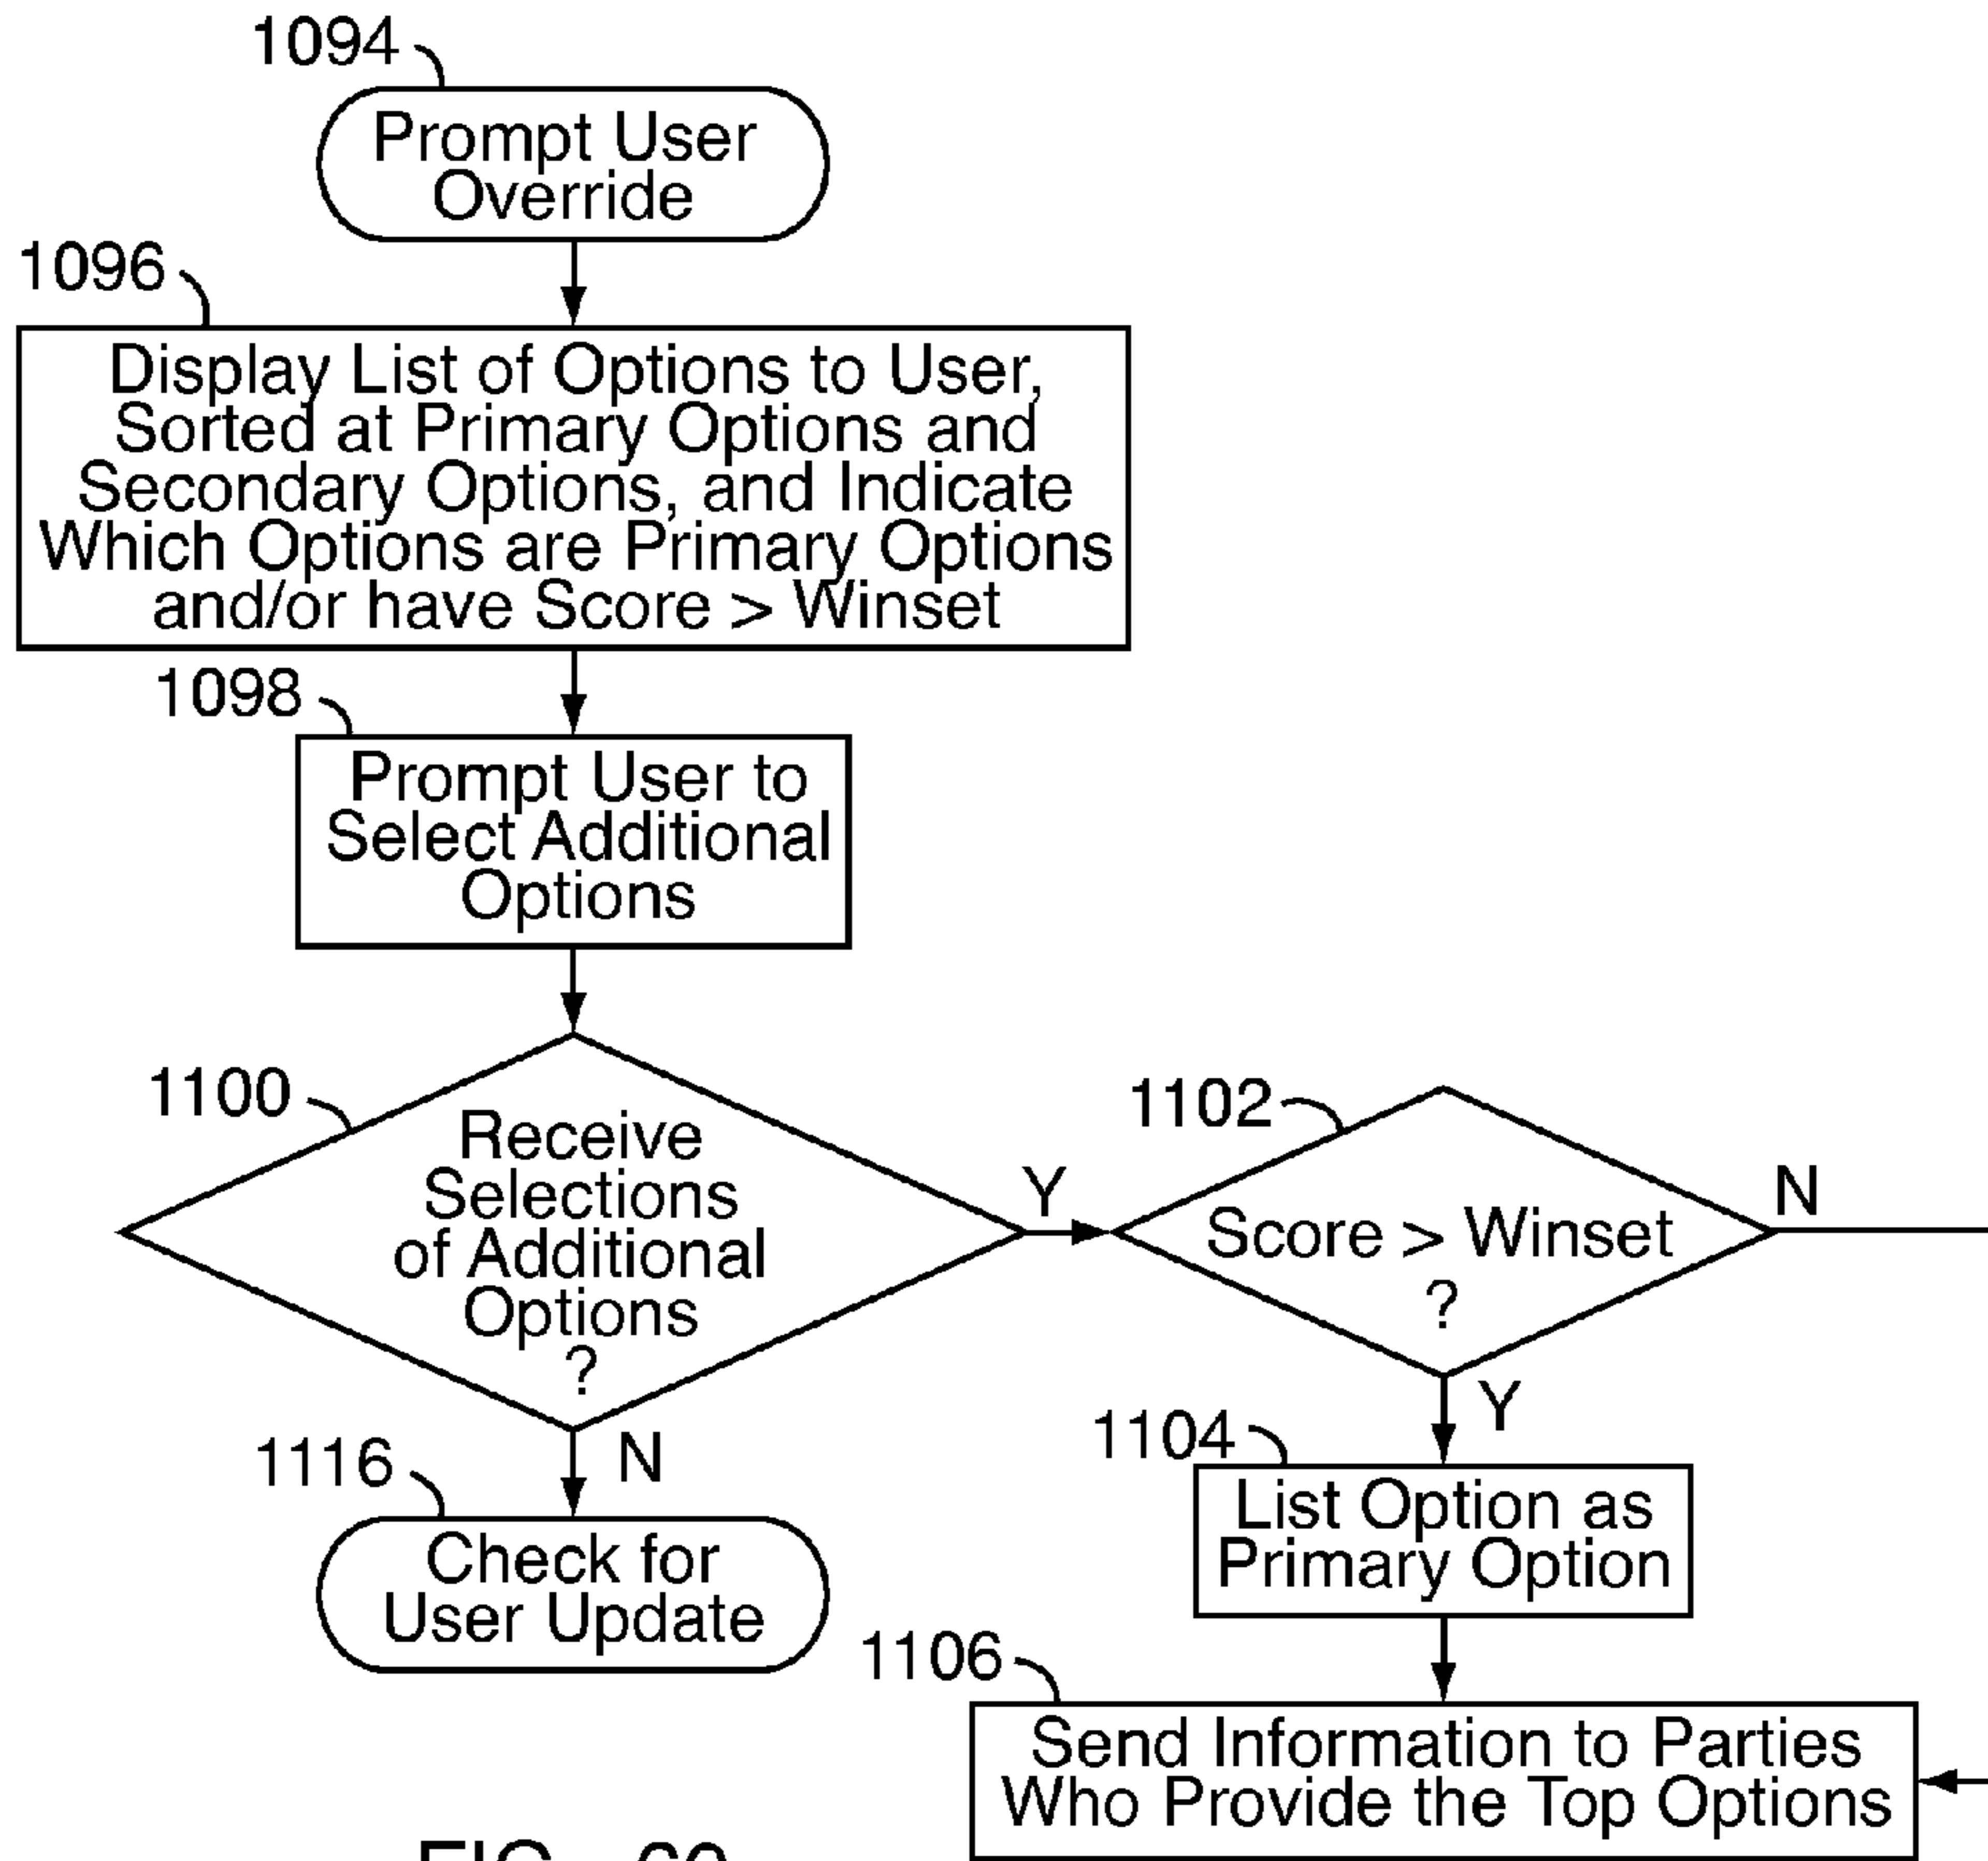 1094
Prompt User
Override
1096
Display List of Options to User,
Sorted at Primary Options and
Secondary Options, and Indicate
Which Options are Primary Options
and/or have Score > Winset
1098
Prompt User to
Select Additional
Options
1100
Receive
Selections
of Additional
Options
?
Y
N
1102
Score > Winset
?
N
Y
1104
List Option as
Primary Option
1116
Check for
User Update
1106
Send Information to Parties
Who Provide the Top Options
FIG.